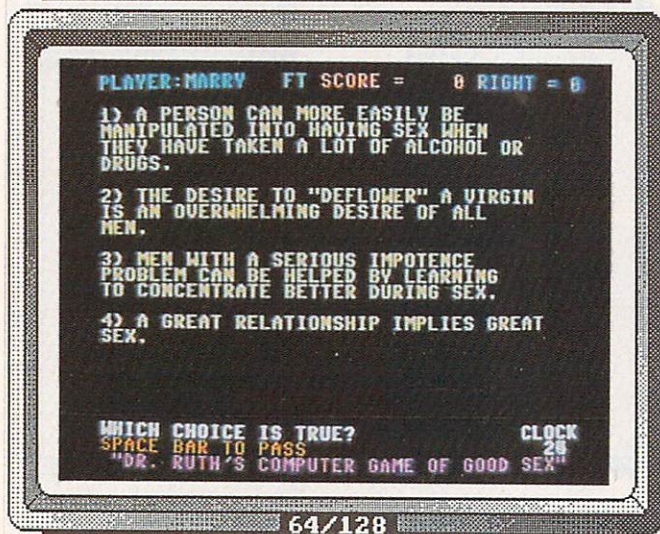 PLAYER:MARRY FT SCORE = 0 RIGHT = 0
1) A PERSON CAN MORE EASILY BE
MANIPULATED INTO HAVING SEX WHEN
THEY HAVE TAKEN A LOT OF ALCOHOL OR
DRUGS.
2) THE DESIRE TO "DEFLOWER" A VIRGIN
IS AN OVERWHELMING DESIRE OF ALL
MEN.
3) MEN WITH A SERIOUS IMPOTENCE
PROBLEM CAN BE HELPED BY LEARNING
TO CONCENTRATE BETTER DURING SEX.
4) A GREAT RELATIONSHIP IMPLIES GREAT
SEX.
WHICH CHOICE IS TRUE? CLOCK
SPACE BAR TO PASS 20
"DR. RUTH'S COMPUTER GAME OF GOOD SEX"
64/128